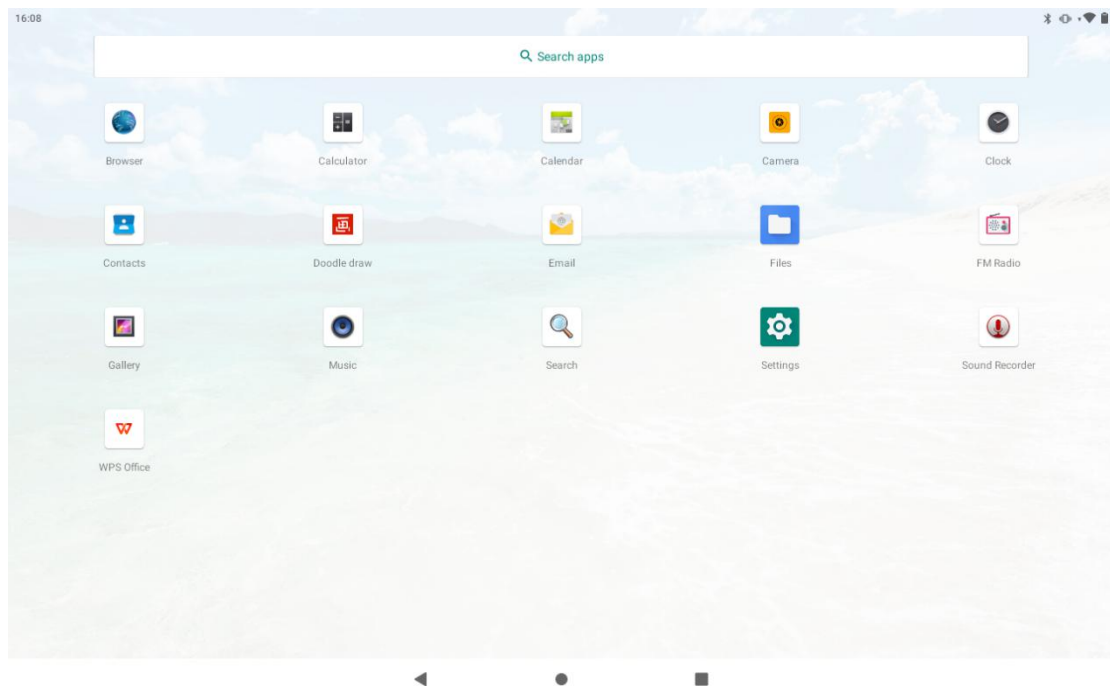 16:08
Search apps
Browser
Calculator
Calendar
Camera
Clock
Contacts
Doodle draw
Email
Files
FM Radio
Gallery
Music
Search
Settings
Sound Recorder
WPS Office